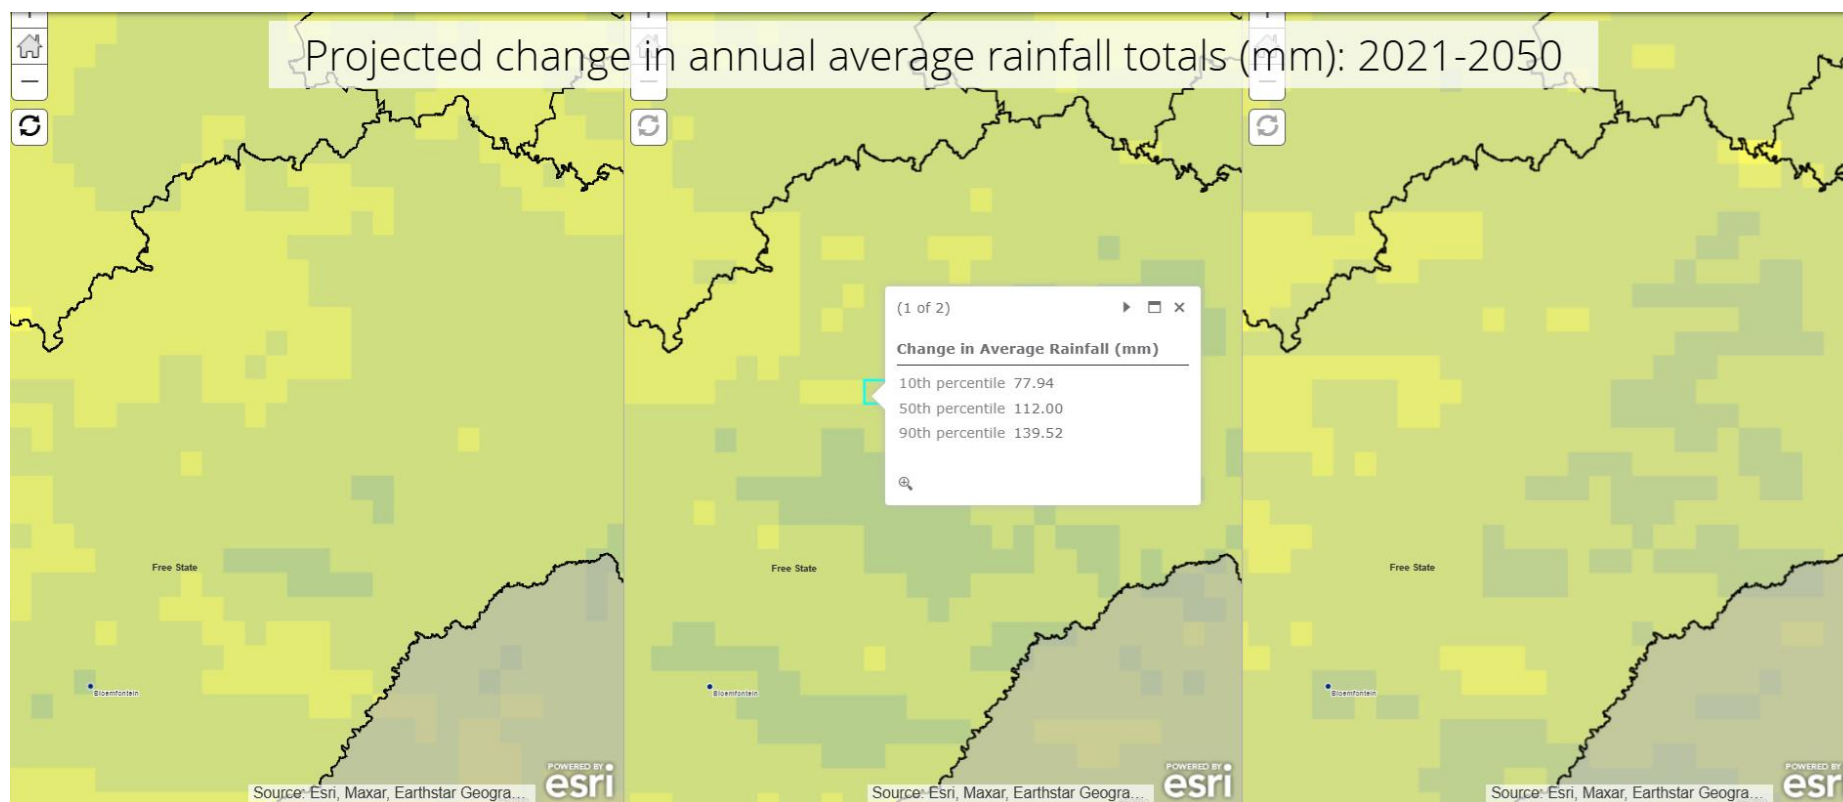 Projected change in annual average rainfall totals (mm): 2021-2050
(1 of 2)
Change in Average Rainfall (mm)
10th percentile 77.94
50th percentile 112.00
90th percentile 139.52
Free State
Free State
Free State
Bloemfontein
Bloemfontein
Bloemfontein
POWERED BY
esri
Source: Esri, Maxar, Earthstar Geogra...
POWERED BY
esri
Source: Esri, Maxar, Earthstar Geogra...
POWERED BY
esri
Source: Esri, Maxar, Earthstar Geogra...